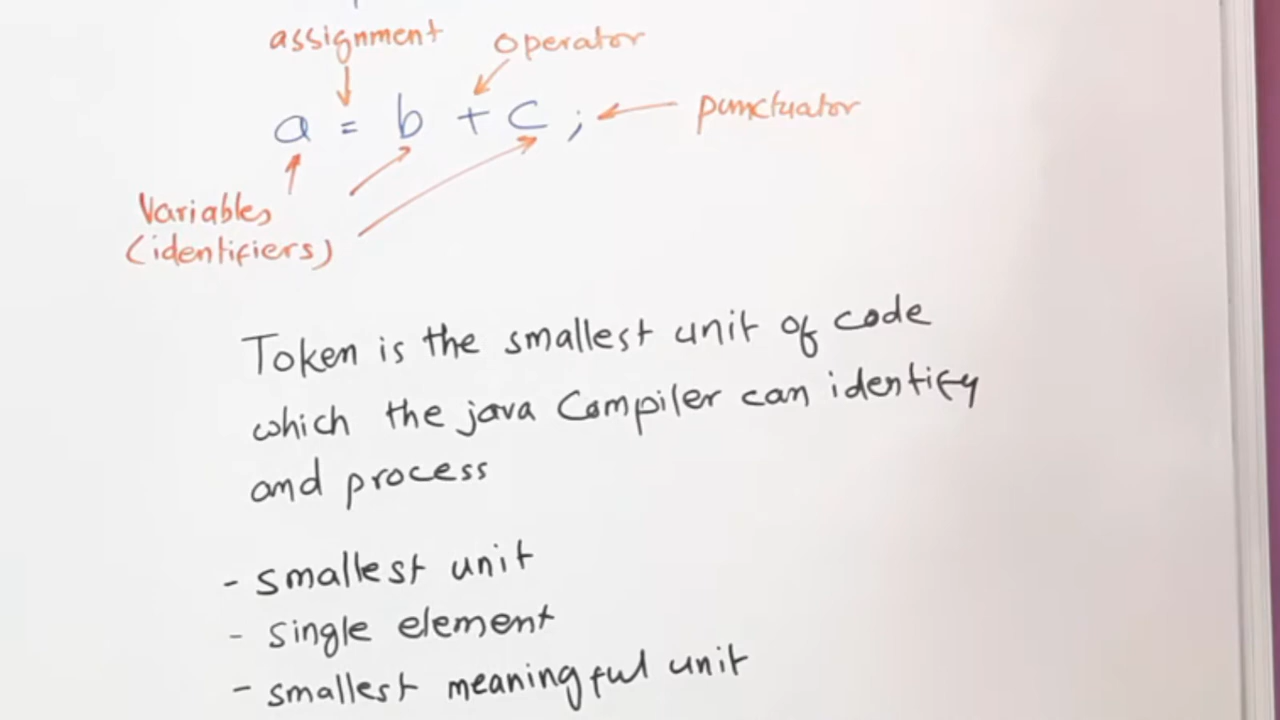 assignment operator
a = b + c ; punctuator
Variables
(identifiers)
Token is the smallest unit of code
which the java Compiler can identify
and process
- smallest unit
- single element
- smallest meaningful unit